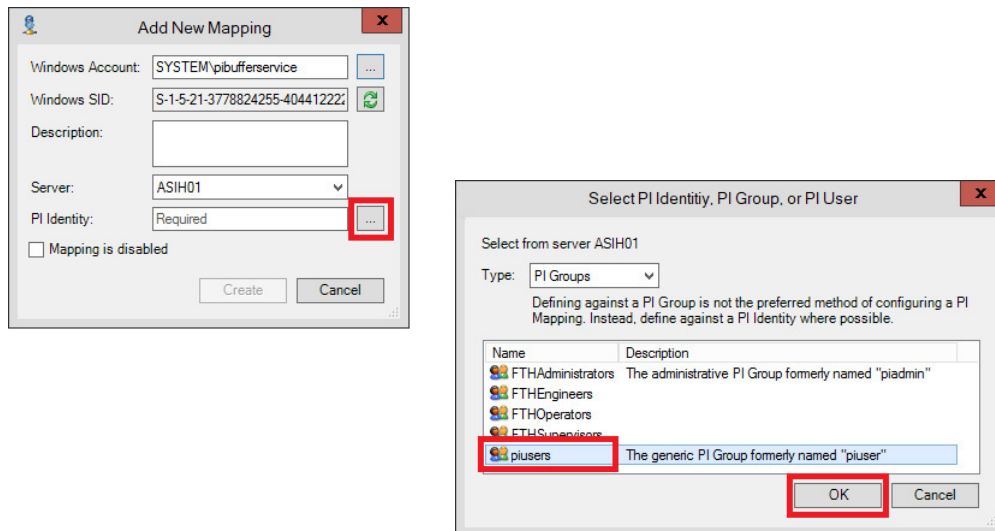 Add New Mapping
Windows Account: SYSTEM\pibufferservice ...
Windows SID: S-1-5-21-3778824255-404412222
Description:
Server: ASIH01
PI Identity: Required ...
Mapping is disabled
Create Cancel
Select PI Identitiy, PI Group, or PI User
Select from server ASIH01
Type: PI Groups
Defining against a PI Group is not the preferred method of configuring a PI
Mapping. Instead, define against a PI Identity where possible.
Name Description
FTHAdministrators The administrative PI Group formerly named "piadmin"
FTHEngineers
FTHOperators
FTHSupervisors
piusers The generic PI Group formerly named "piuser"
OK Cancel